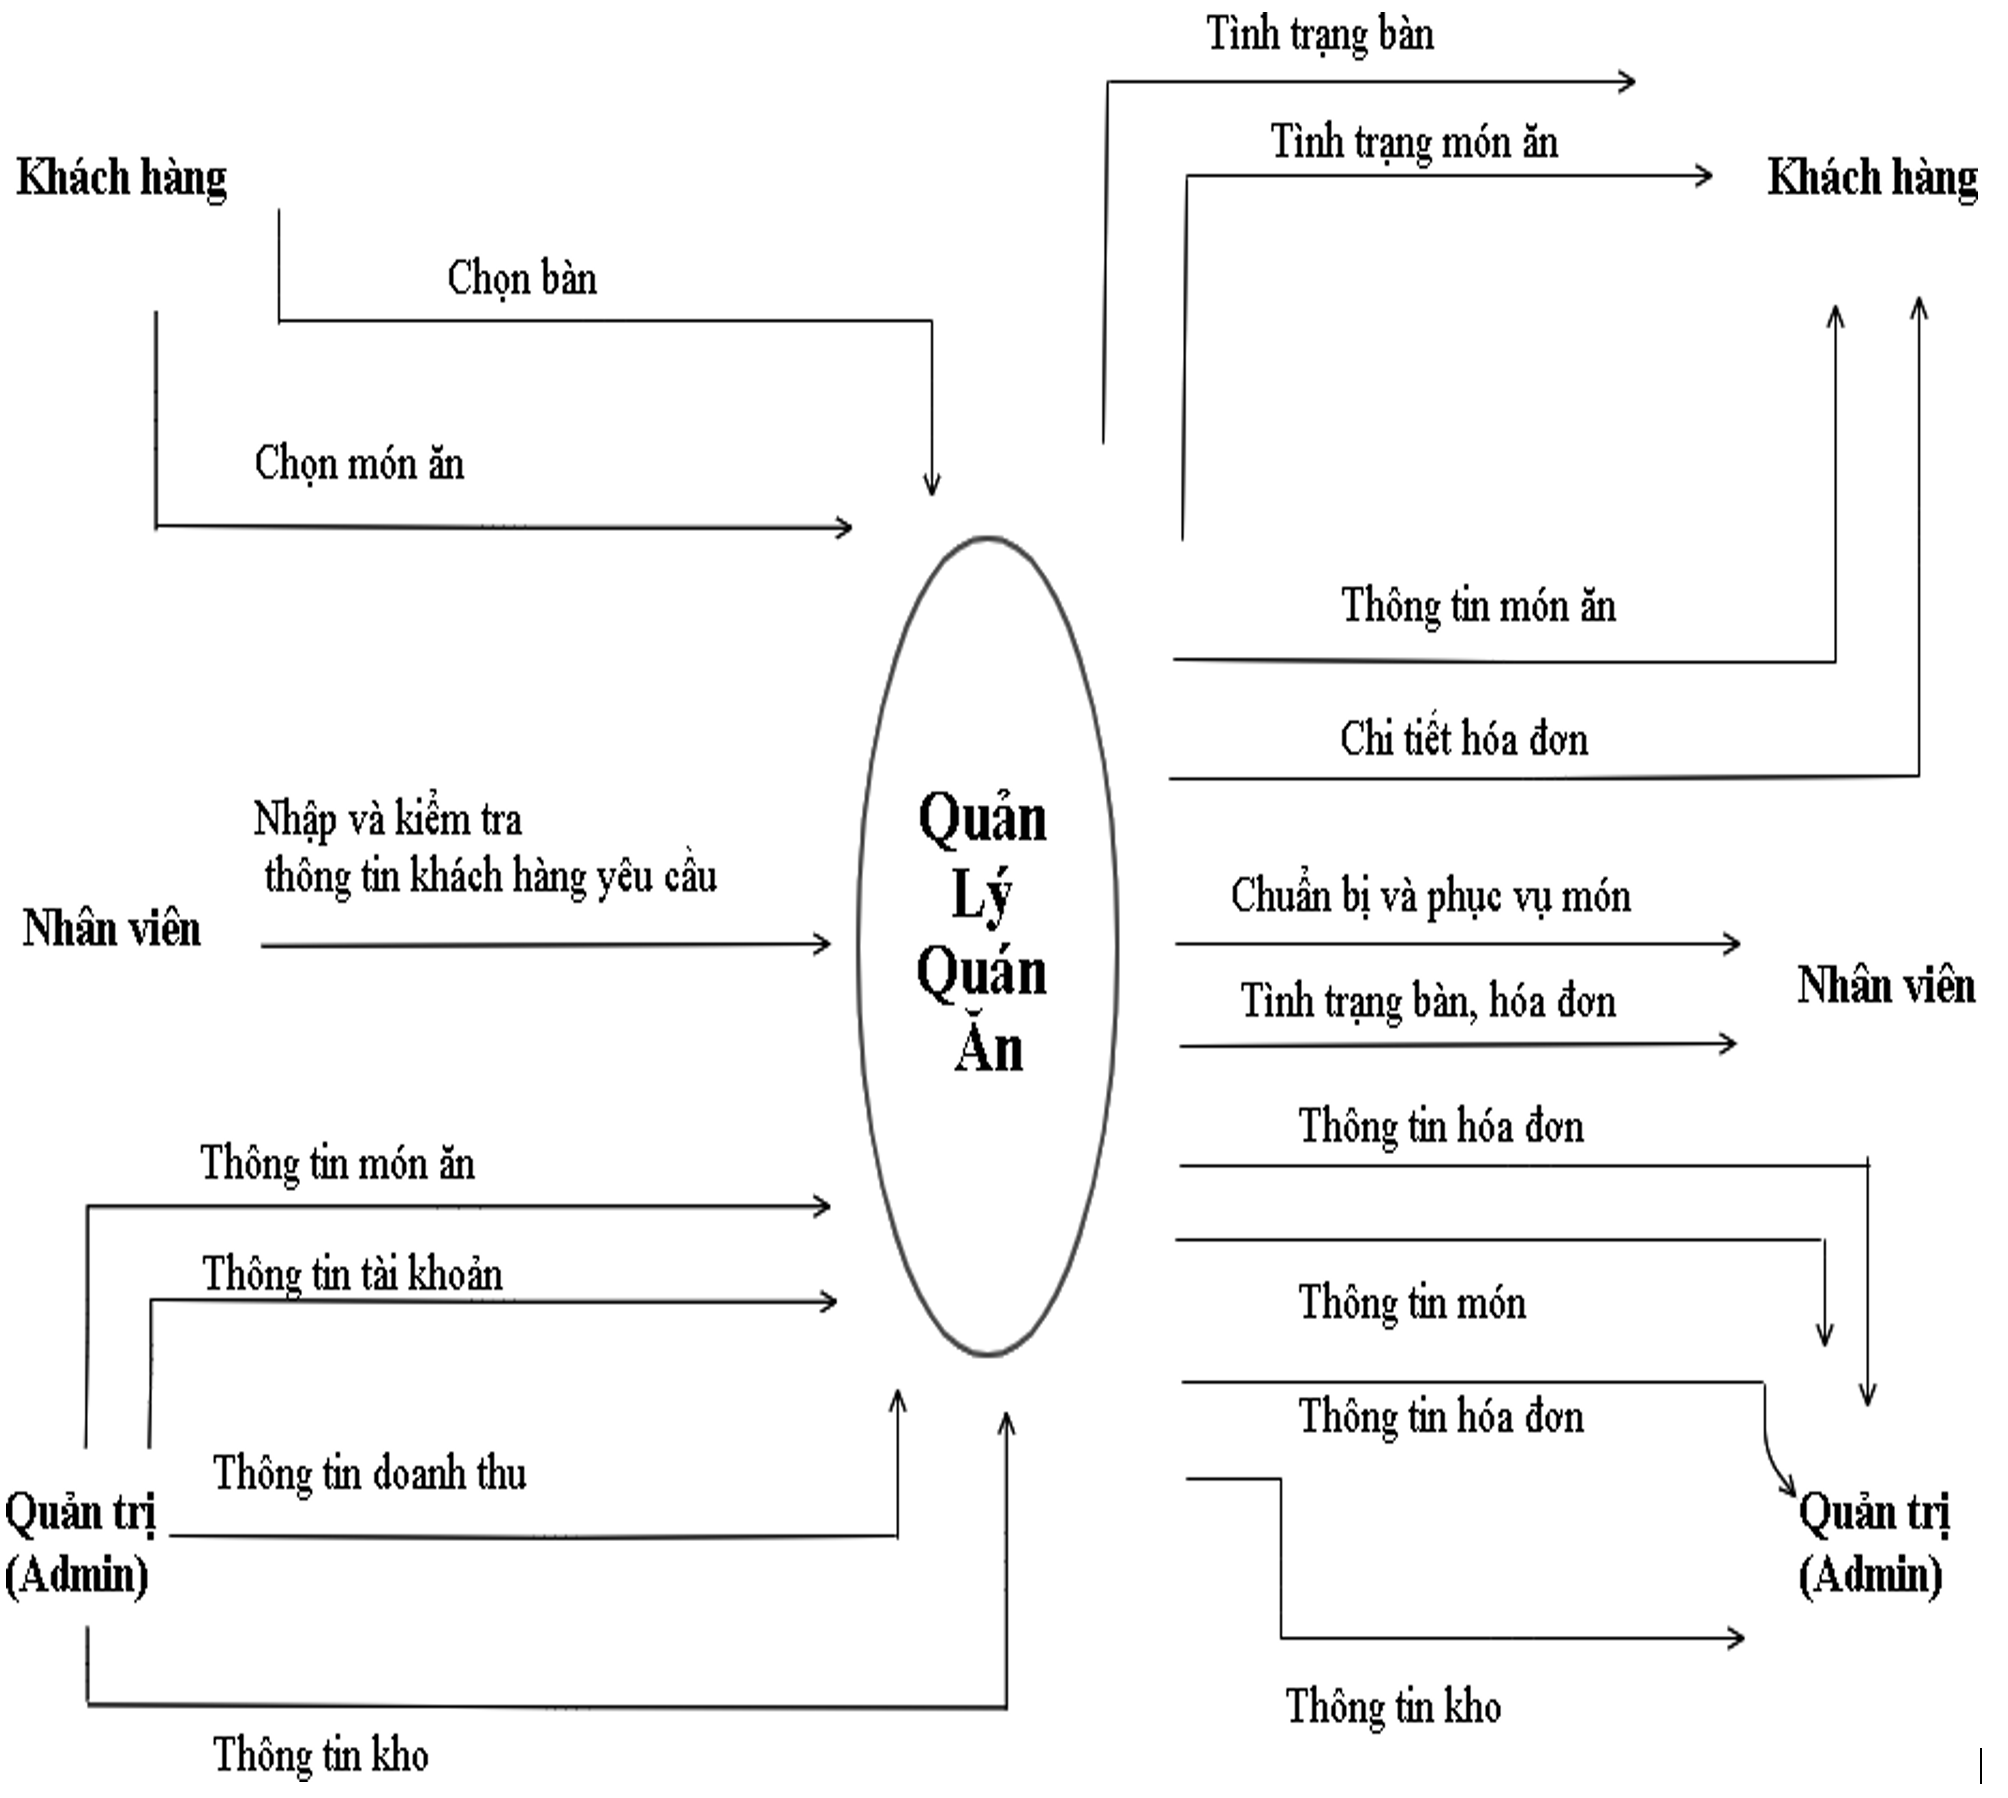 Tình trạng bàn
Tình trạng món ăn
Khách hàng
Khách hàng
Chọn bàn
Chọn món ăn
Thông tin món ăn
Chi tiết hóa đơn
Nhập và kiểm tra
thông tin khách hàng yêu cầu
Nhân viên
Quản
Lý
Quán
Ăn
Chuẩn bị và phục vụ món
Tình trạng bàn, hóa đơn
Nhân viên
Thông tin hóa đơn
Thông tin món ăn
Thông tin tài khoản
Thông tin món
Thông tin hóa đơn
Thông tin doanh thu
Quản trị
(Admin)
Quản trị
(Admin)
Thông tin kho
Thông tin kho